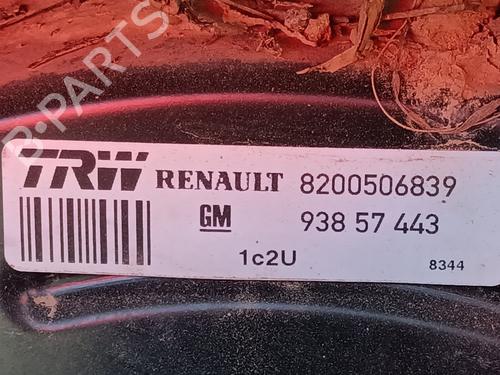 B-PARTS
TRW RENAULT 8200506839
GM 938 57 443
1c2U 8344